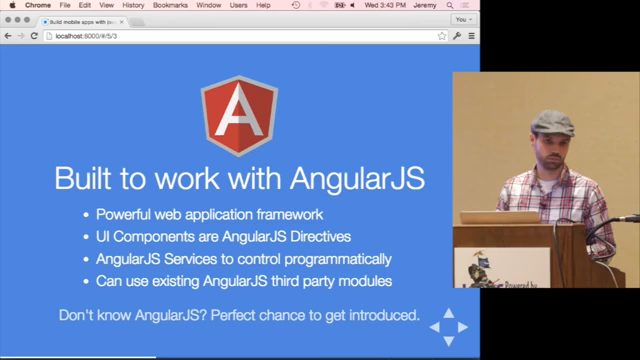 Chrome File Edit View History Bookmarks Window Help Wed 3:43 PM Jeremy
Build mobile apps with
You
localhost:8000/#/5/3
A
Built to work with AngularJS
• Powerful web application framework
• UI Components are AngularJS Directives
• AngularJS Services to control programmatically
• Can use existing AngularJS third party modules
Don't know AngularJS? Perfect chance to get introduced.
Powered by